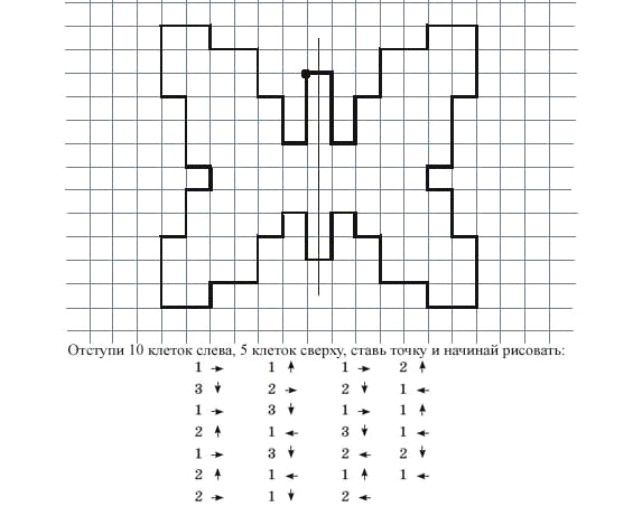 Отступи 10 клеток слева, 5 клеток сверху, ставь точку и начинай рисовать:
1 → 1 ↑ 1 → 2 ↑
3 ↓ 2 → 2 ↓ 1 ←
1 → 3 ↓ 1 → 1 ↑
2 ↑ 1 ← 3 ↓ 1 ←
1 → 3 ↓ 2 ← 2 ↓
2 ↑ 1 ← 1 ↑ 1 ←
2 → 1 ↓ 2 ←